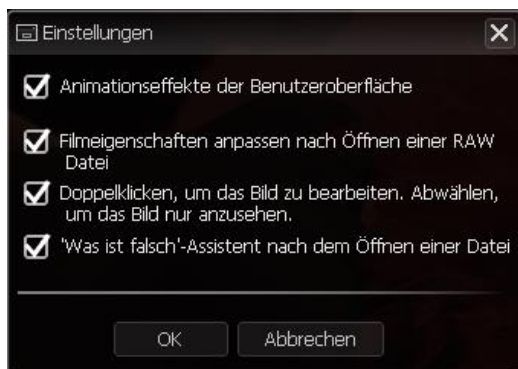 Einstellungen
Animationseffekte der Benutzeroberfläche
Filmeigenschaften anpassen nach Öffnen einer RAW
Datei
Doppelklicken, um das Bild zu bearbeiten. Abwählen,
um das Bild nur anzusehen.
'Was ist falsch'-Assistent nach dem Öffnen einer Datei
OK
Abbrechen